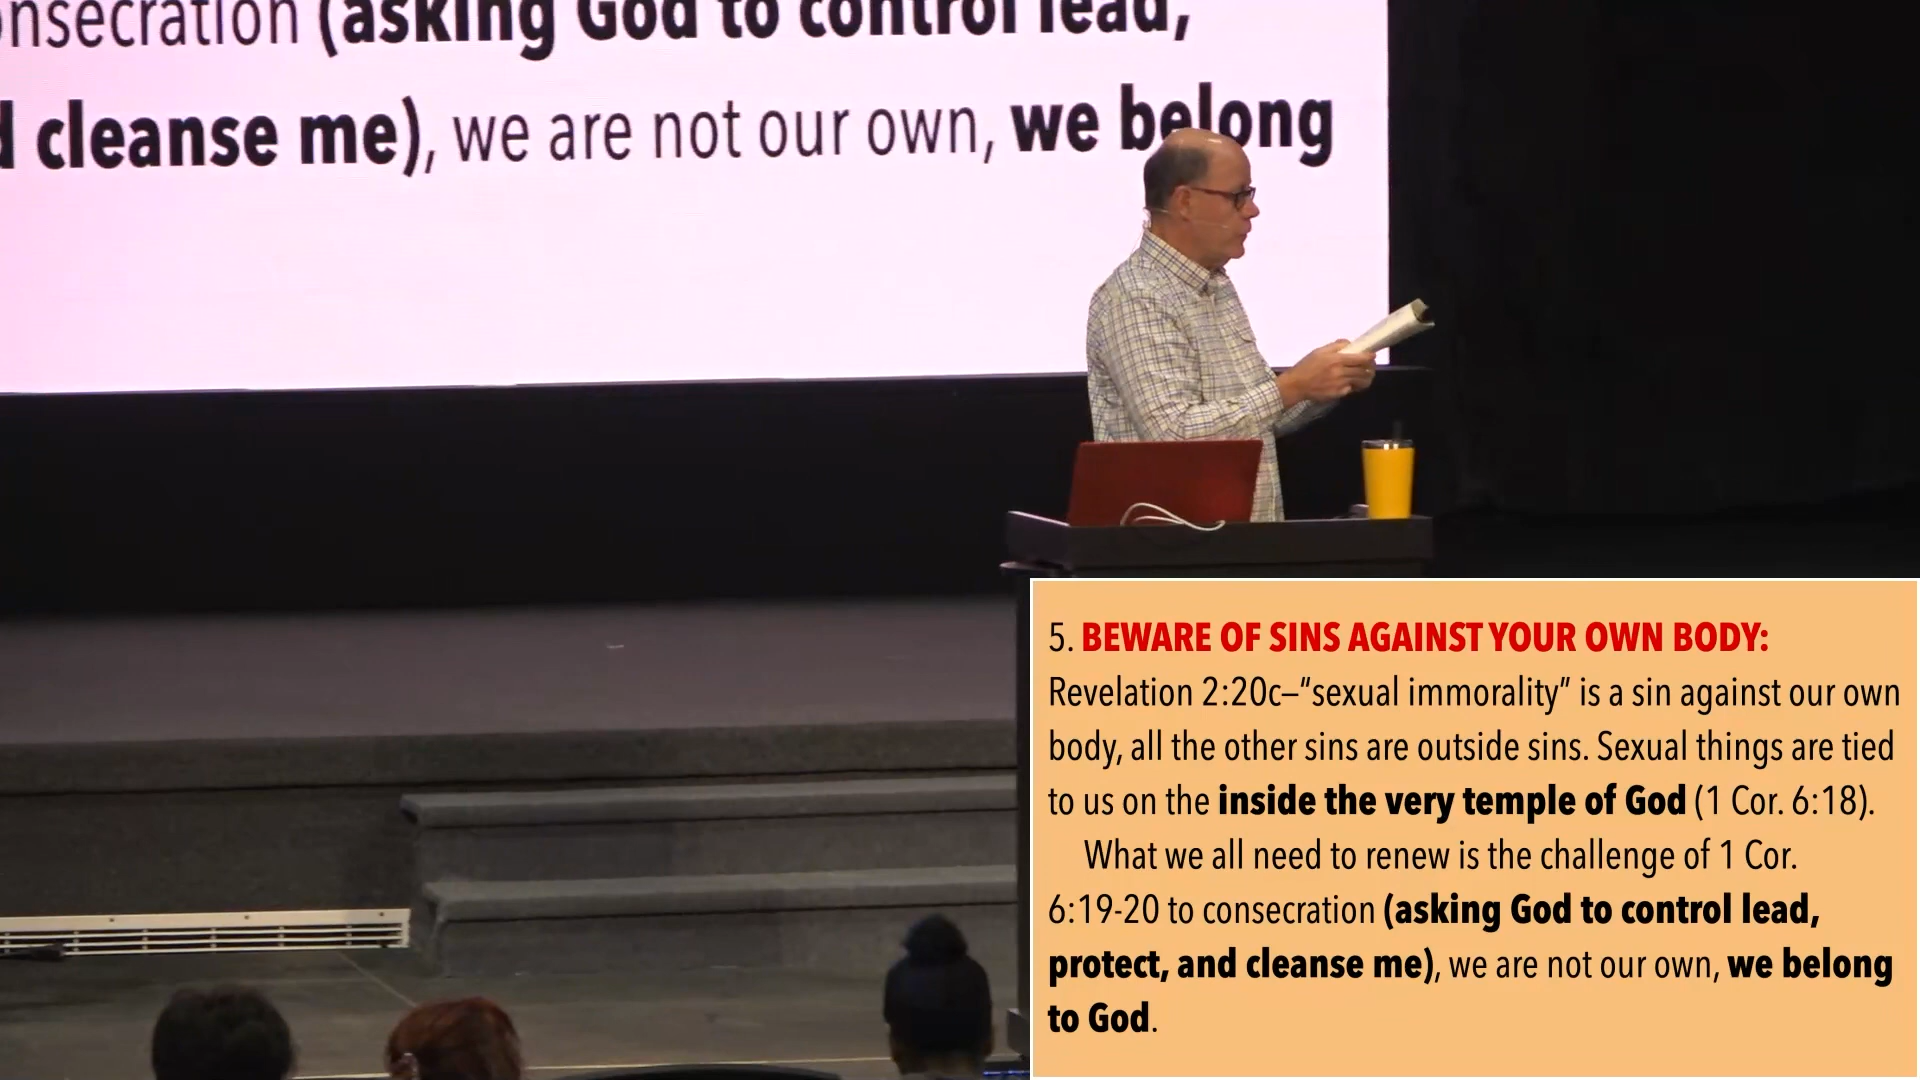 nsecration (asking God to control lead,
d cleanse me), we are not our own, we belong
5. BEWARE OF SINS AGAINST YOUR OWN BODY:
Revelation 2:20c–“sexual immorality” is a sin against our own
body, all the other sins are outside sins. Sexual things are tied
to us on the inside the very temple of God (1 Cor. 6:18).
What we all need to renew is the challenge of 1 Cor.
6:19-20 to consecration (asking God to control lead,
protect, and cleanse me), we are not our own, we belong
to God.